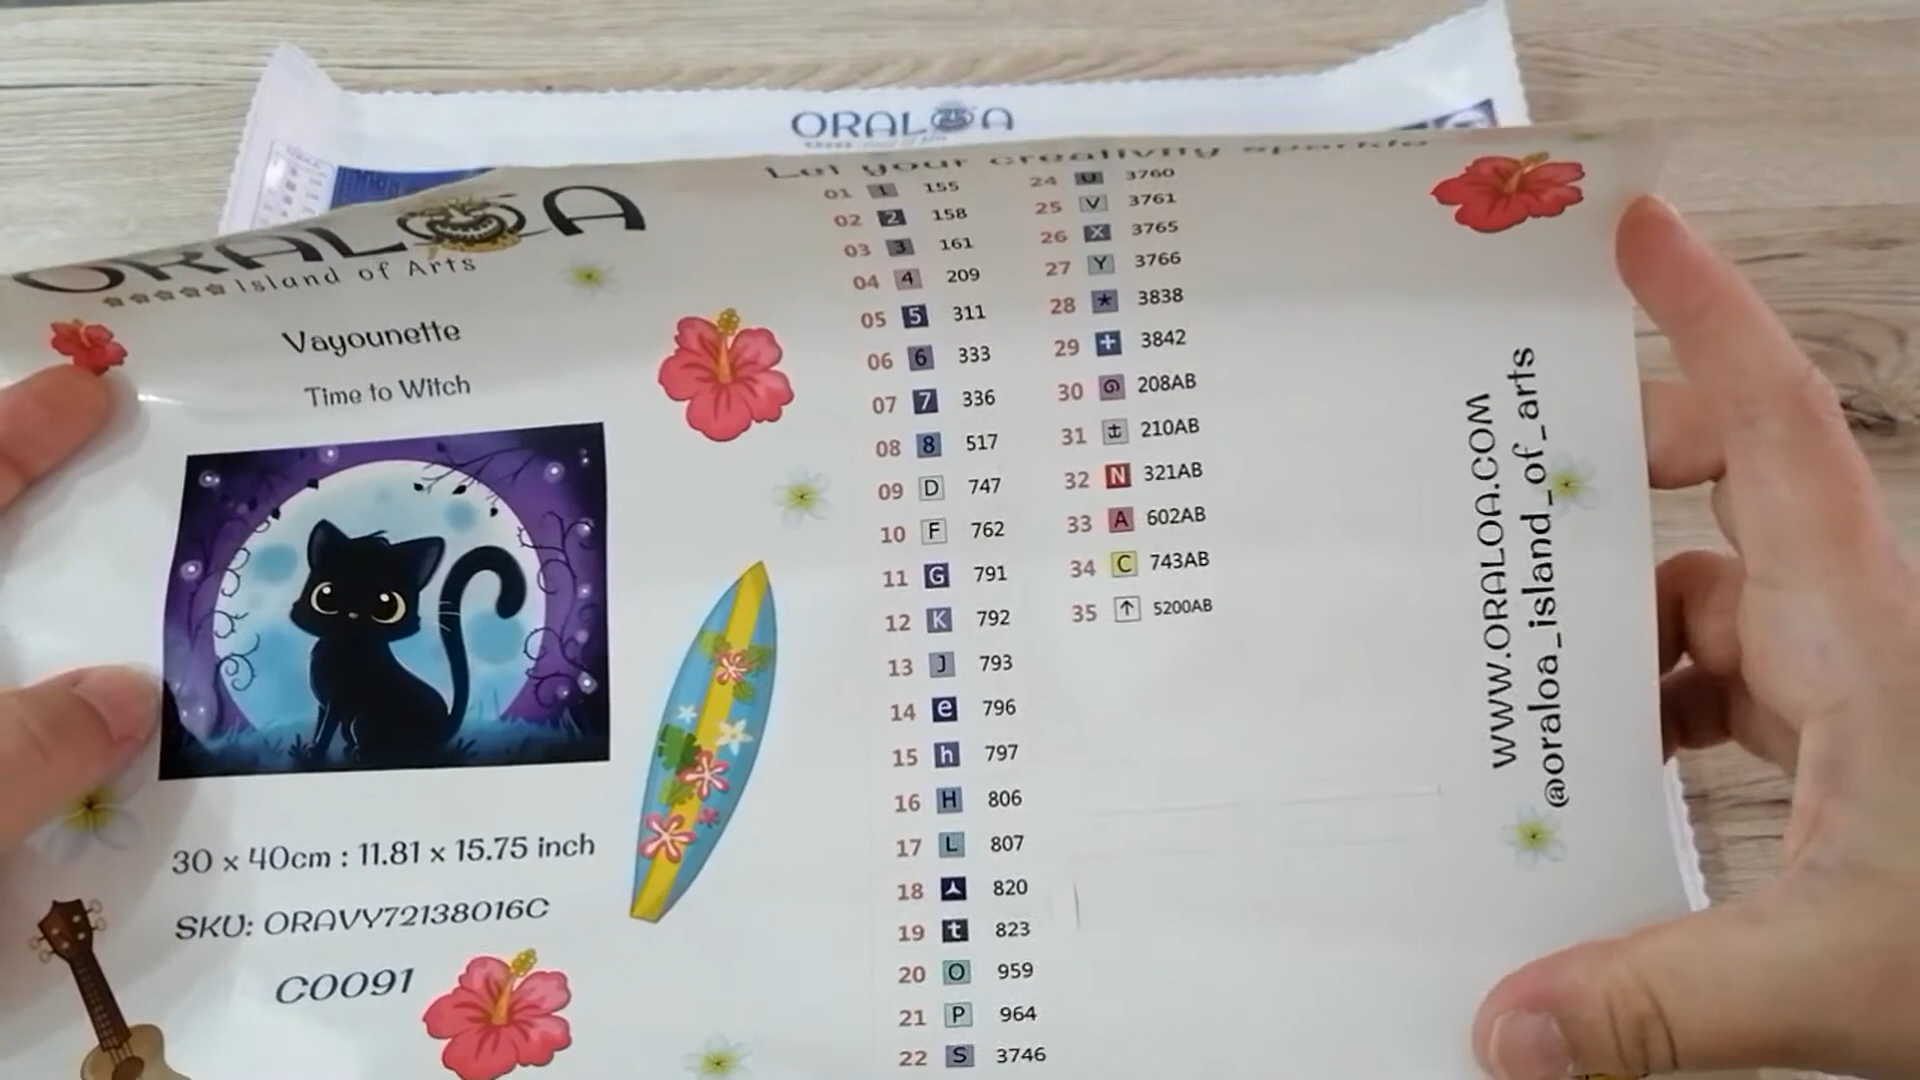 ORALOA
ORALOA
Island of Arts
Let your creativity sparkle
Vayounette
Time to Witch
30 x 40cm : 11.81 x 15.75 inch
SKU: ORAVY72138016C
C0091
01 1 155
02 2 158
03 3 161
04 4 209
05 5 311
06 6 333
07 7 336
08 8 517
09 D 747
10 F 762
11 G 791
12 K 792
13 J 793
14 e 796
15 h 797
16 H 806
17 L 807
18 820
19 t 823
20 O 959
21 P 964
22 S 3746
24 U 3760
25 V 3761
26 X 3765
27 Y 3766
28 * 3838
29 + 3842
30 208AB
31 210AB
32 N 321AB
33 A 602AB
34 C 743AB
35 ↑ 5200AB
WWW.ORALOA.COM
@oraloa_island_of_arts